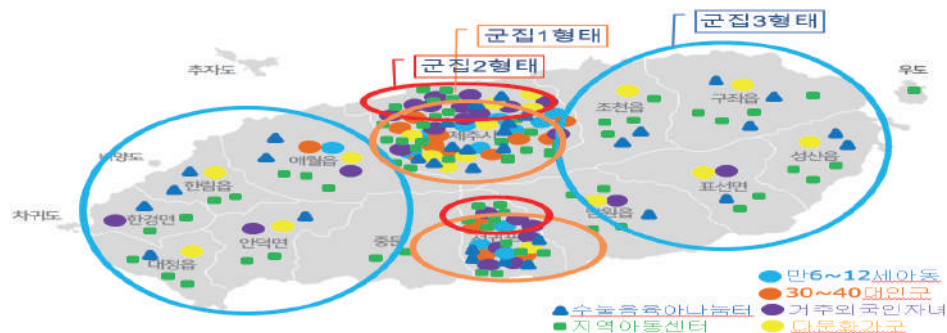 군집1형태
군집3형태
군집2형태
추자도
우도
조천읍
구좌읍
제주시
애월읍
성산읍
한림읍
표선면
차귀도
한경면
남원읍
안덕면
중문
대정읍
만6~12세아동
30~40대인구
수눌음육아나눔터
거주외국인자녀
지역아동센터
다문화가구